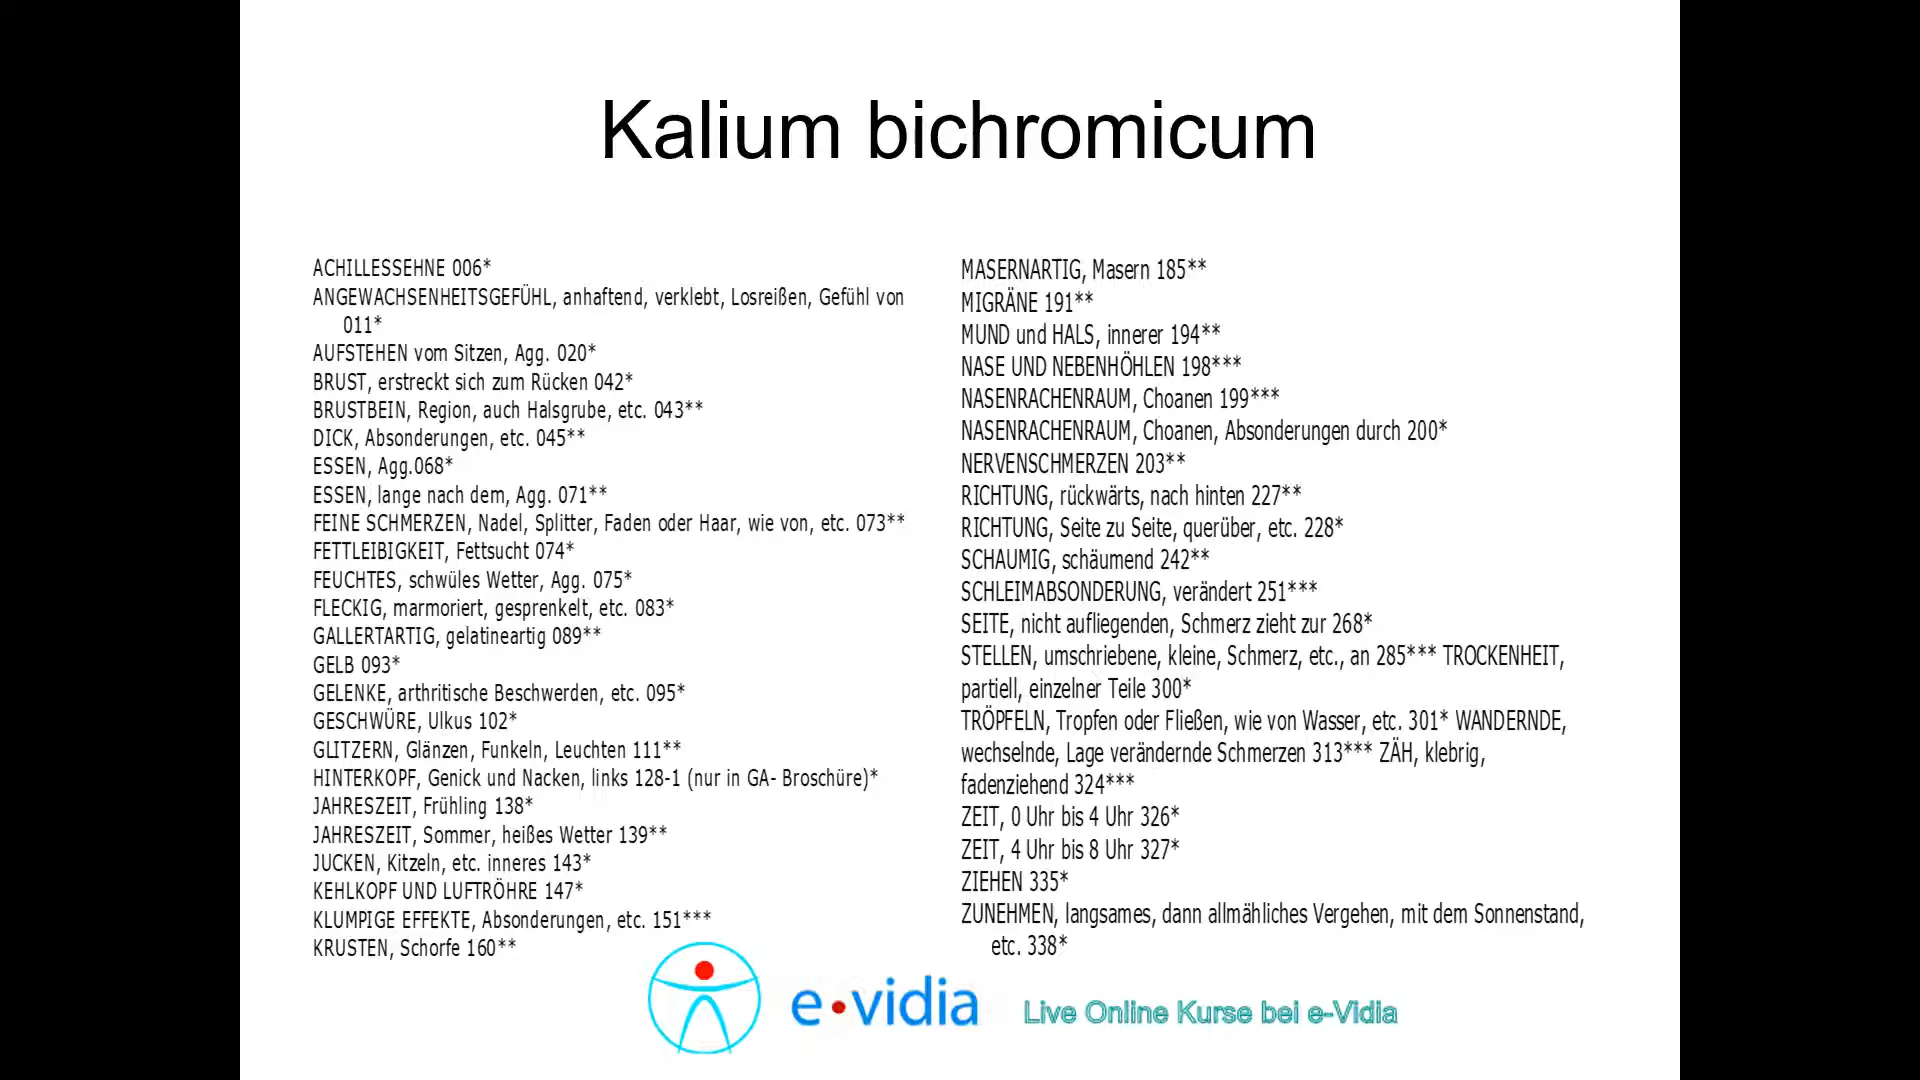 Kalium bichromicum
ACHILLESSEHNE 006*
ANGEWACHSENHEITSGEFÜHL, anhaftend, verklebt, Losreißen, Gefühl von
011*
AUFSTEHEN vom Sitzen, Agg. 020*
BRUST, erstreckt sich zum Rücken 042*
BRUSTBEIN, Region, auch Halsgrube, etc. 043**
DICK, Absonderungen, etc. 045**
ESSEN, Agg.068*
ESSEN, lange nach dem, Agg. 071**
FEINE SCHMERZEN, Nadel, Splitter, Faden oder Haar, wie von, etc. 073**
FETTLEIBIGKEIT, Fettsucht 074*
FEUCHTES, schwüles Wetter, Agg. 075*
FLECKIG, marmoriert, gesprenkelt, etc. 083*
GALLERTARTIG, gelatineartig 089**
GELB 093*
GELENKE, arthritische Beschwerden, etc. 095*
GESCHWÜRE, Ulkus 102*
GLITZERN, Glänzen, Funkeln, Leuchten 111**
HINTERKOPF, Genick und Nacken, links 128-1 (nur in GA- Broschüre)*
JAHRESZEIT, Frühling 138*
JAHRESZEIT, Sommer, heißes Wetter 139**
JUCKEN, Kitzeln, etc. inneres 143*
KEHLKOPF UND LUFTRÖHRE 147*
KLUMPIGE EFFEKTE, Absonderungen, etc. 151***
KRUSTEN, Schorfe 160**
MASERNARTIG, Masern 185**
MIGRÄNE 191**
MUND und HALS, innerer 194**
NASE UND NEBENHÖHLEN 198***
NASENRACHENRAUM, Choanen 199***
NASENRACHENRAUM, Choanen, Absonderungen durch 200*
NERVENSCHMERZEN 203**
RICHTUNG, rückwärts, nach hinten 227**
RICHTUNG, Seite zu Seite, querüber, etc. 228*
SCHAUMIG, schäumend 242**
SCHLEIMABSONDERUNG, verändert 251***
SEITE, nicht aufliegenden, Schmerz zieht zur 268*
STELLEN, umschriebene, kleine, Schmerz, etc., an 285*** TROCKENHEIT,
partiell, einzelner Teile 300*
TRÖPFELN, Tropfen oder Fließen, wie von Wasser, etc. 301* WANDERNDE,
wechselnde, Lage verändernde Schmerzen 313*** ZÄH, klebrig,
fadenziehend 324***
ZEIT, 0 Uhr bis 4 Uhr 326*
ZEIT, 4 Uhr bis 8 Uhr 327*
ZIEHEN 335*
ZUNEHMEN, langsames, dann allmähliches Vergehen, mit dem Sonnenstand,
etc. 338*
e•vidia
Live Online Kurse bei e-Vidia